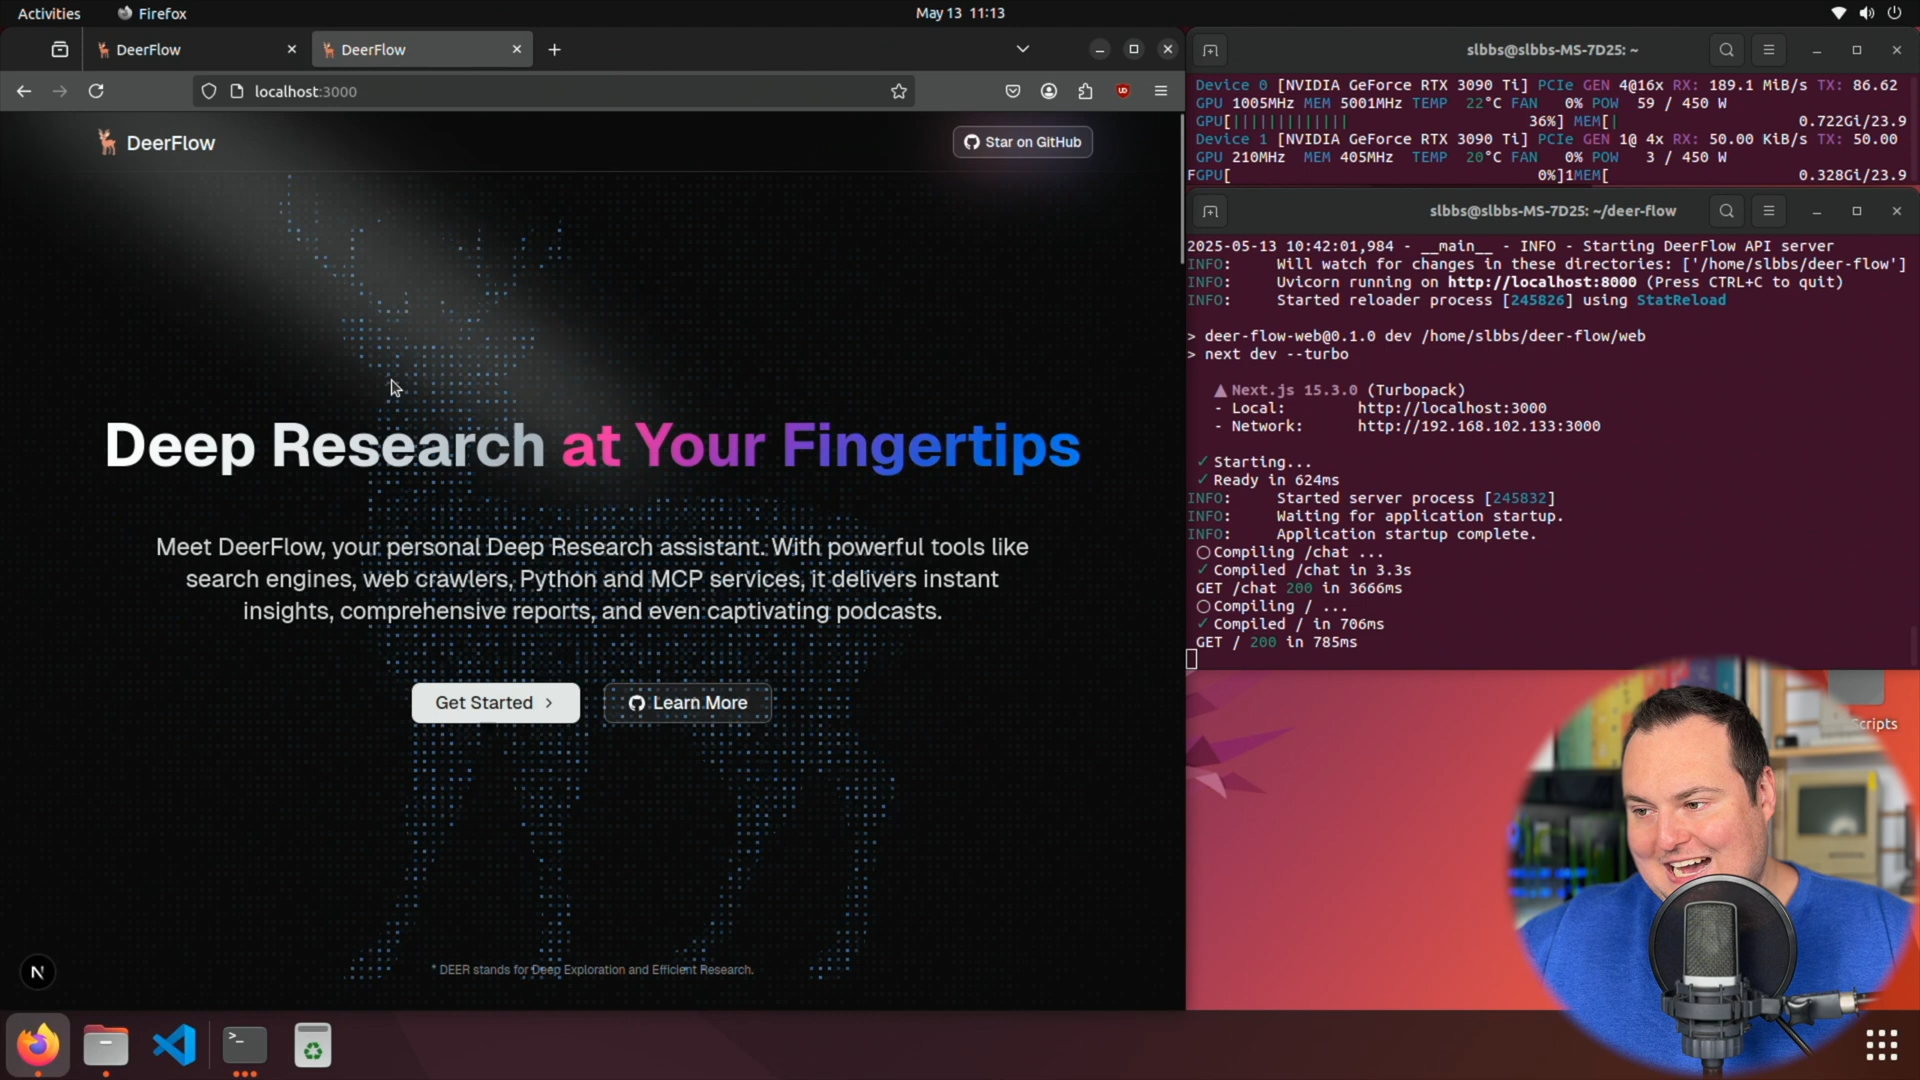 Activities
Firefox
May 13 11:13
DeerFlow
DeerFlow
localhost:3000
DeerFlow
Star on GitHub
Deep Research at Your Fingertips
Meet DeerFlow, your personal Deep Research assistant. With powerful tools like
search engines, web crawlers, Python and MCP services, it delivers instant
insights, comprehensive reports, and even captivating podcasts.
Get Started
Learn More
* DEER stands for Deep Exploration and Efficient Research.
N
slbbs@slbbs-MS-7D25: ~
Device 0 [NVIDIA GeForce RTX 3090 Ti] PCIe GEN 4@16x RX: 189.1 MiB/s TX: 86.62
GPU 1005MHz MEM 5001MHz TEMP 22°C FAN 0% POW 59 / 450 W
GPU[||||||||||||| 36%] MEM[| 0.722Gi/23.9
Device 1 [NVIDIA GeForce RTX 3090 Ti] PCIe GEN 1@ 4x RX: 50.00 KiB/s TX: 50.00
GPU 210MHz MEM 405MHz TEMP 20°C FAN 0% POW 3 / 450 W
FGPU[ 0%]1MEM[ 0.328Gi/23.9
slbbs@slbbs-MS-7D25: ~/deer-flow
2025-05-13 10:42:01,984 - __main__ - INFO - Starting DeerFlow API server
INFO: Will watch for changes in these directories: ['/home/slbbs/deer-flow']
INFO: Uvicorn running on http://localhost:8000 (Press CTRL+C to quit)
INFO: Started reloader process [245826] using StatReload
> deer-flow-web@0.1.0 dev /home/slbbs/deer-flow/web
> next dev --turbo
▲ Next.js 15.3.0 (Turbopack)
- Local: http://localhost:3000
- Network: http://192.168.102.133:3000
✓ Starting...
✓ Ready in 624ms
INFO: Started server process [245832]
INFO: Waiting for application startup.
INFO: Application startup complete.
○ Compiling /chat ...
✓ Compiled /chat in 3.3s
GET /chat 200 in 3666ms
○ Compiling / ...
✓ Compiled / in 706ms
GET / 200 in 785ms
Scripts